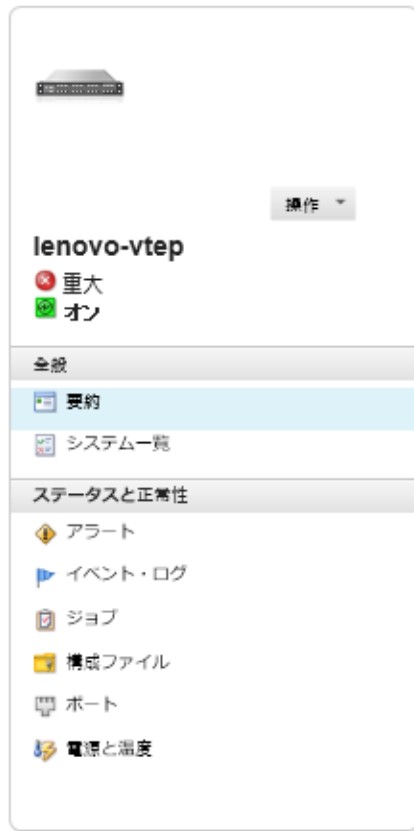 操作
lenovo-vtep
重大
オン
全般
要約
システム一覧
ステータスと正常性
アラート
イベント・ログ
ジョブ
構成ファイル
ポート
電源と温度